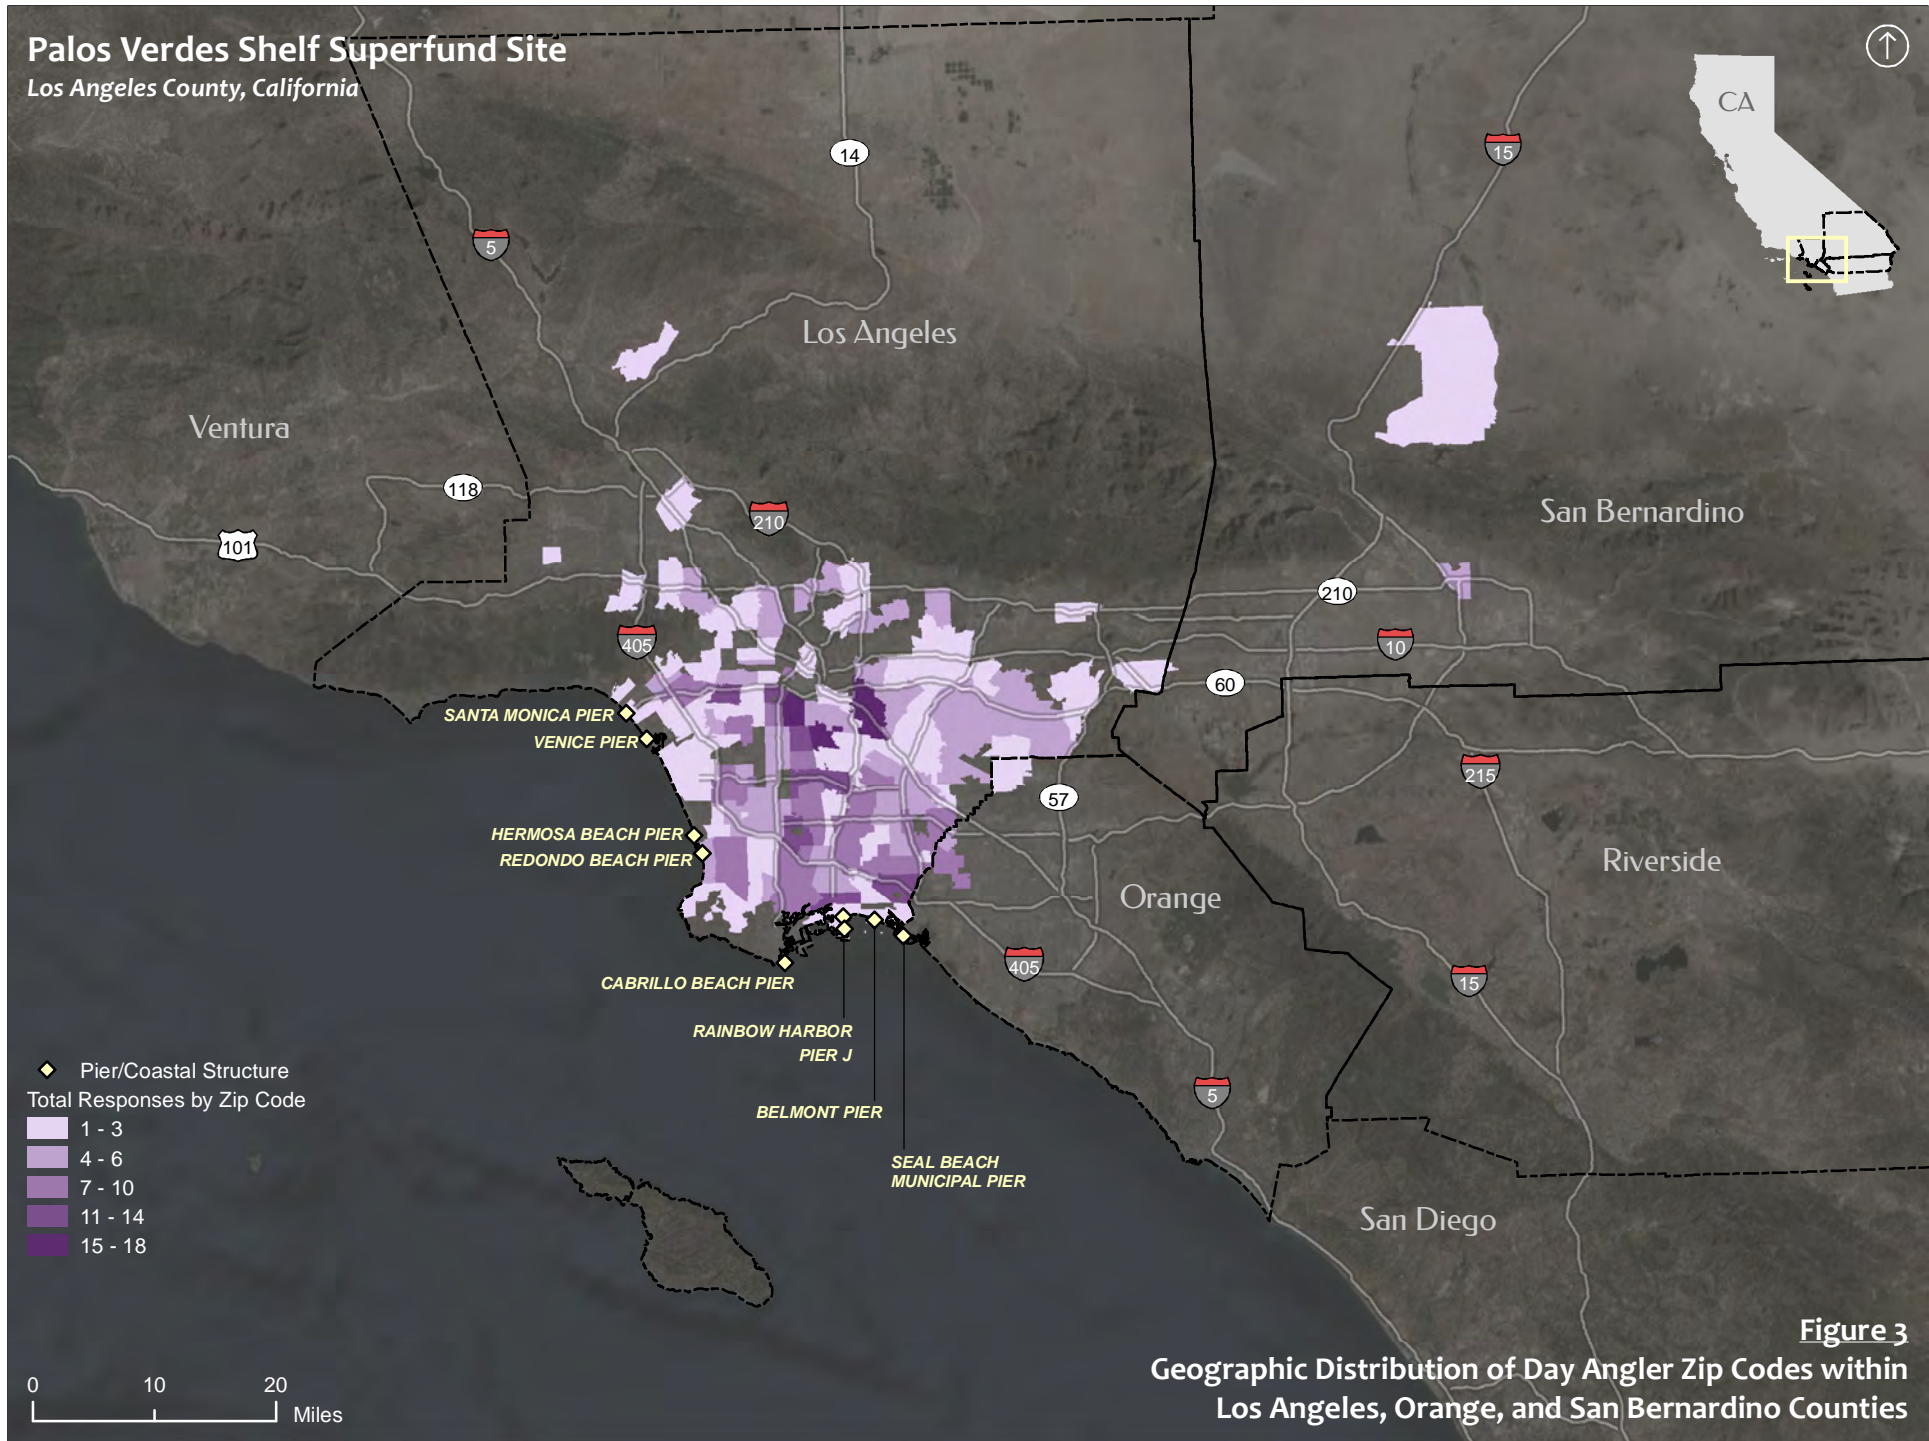 Palos Verdes Shelf Superfund Site
Los Angeles County, California
CA
14
15
5
Los Angeles
Ventura
118
San Bernardino
210
101
210
405
10
60
SANTA MONICA PIER
VENICE PIER
215
57
HERMOSA BEACH PIER
REDONDO BEACH PIER
Riverside
Orange
405
15
CABRILLO BEACH PIER
RAINBOW HARBOR
PIER J
5
BELMONT PIER
SEAL BEACH
MUNICIPAL PIER
San Diego
Pier/Coastal Structure
Total Responses by Zip Code
1 - 3
4 - 6
7 - 10
11 - 14
15 - 18
0 10 20
Miles
Figure 3
Geographic Distribution of Day Angler Zip Codes within
Los Angeles, Orange, and San Bernardino Counties